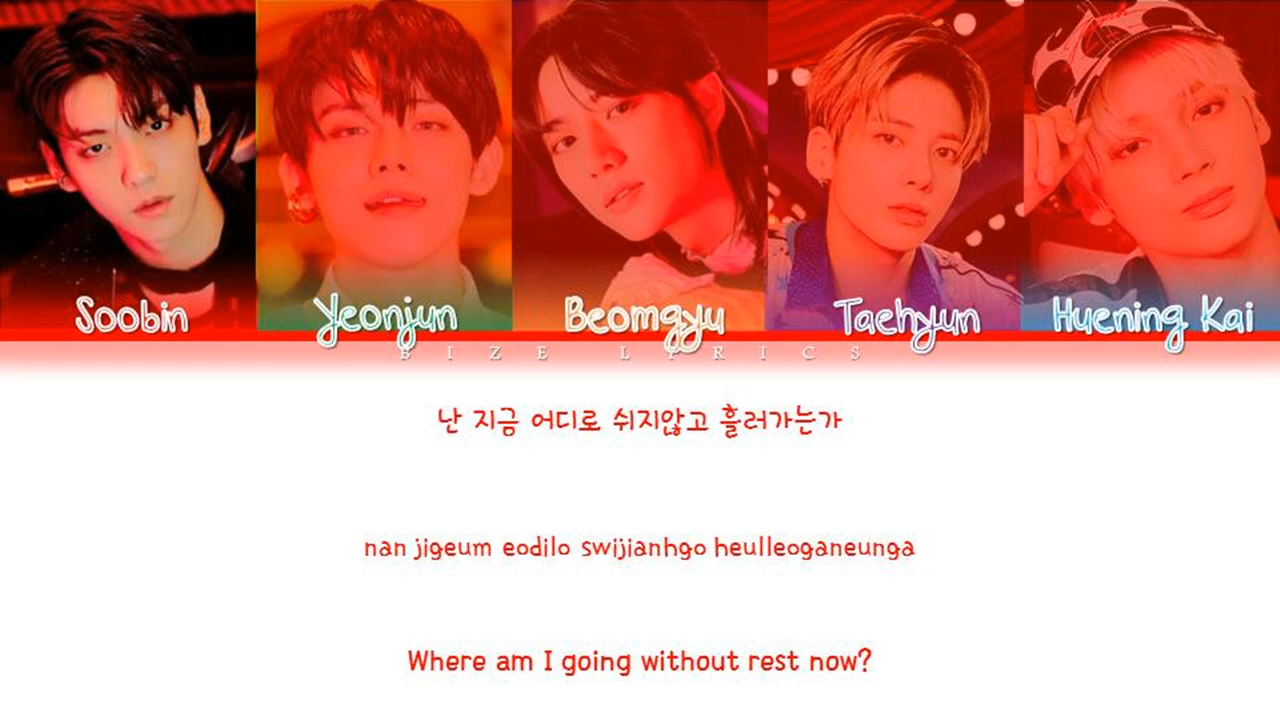 Soobin
Yeonjun
Beomgyu
Taehyun
Huening Kai
BIZE LYRICS
난 지금 어디로 쉬지않고 흘러가는가
nan jigeum eodilo swijianhgo heulleoganeunga
Where am I going without rest now?